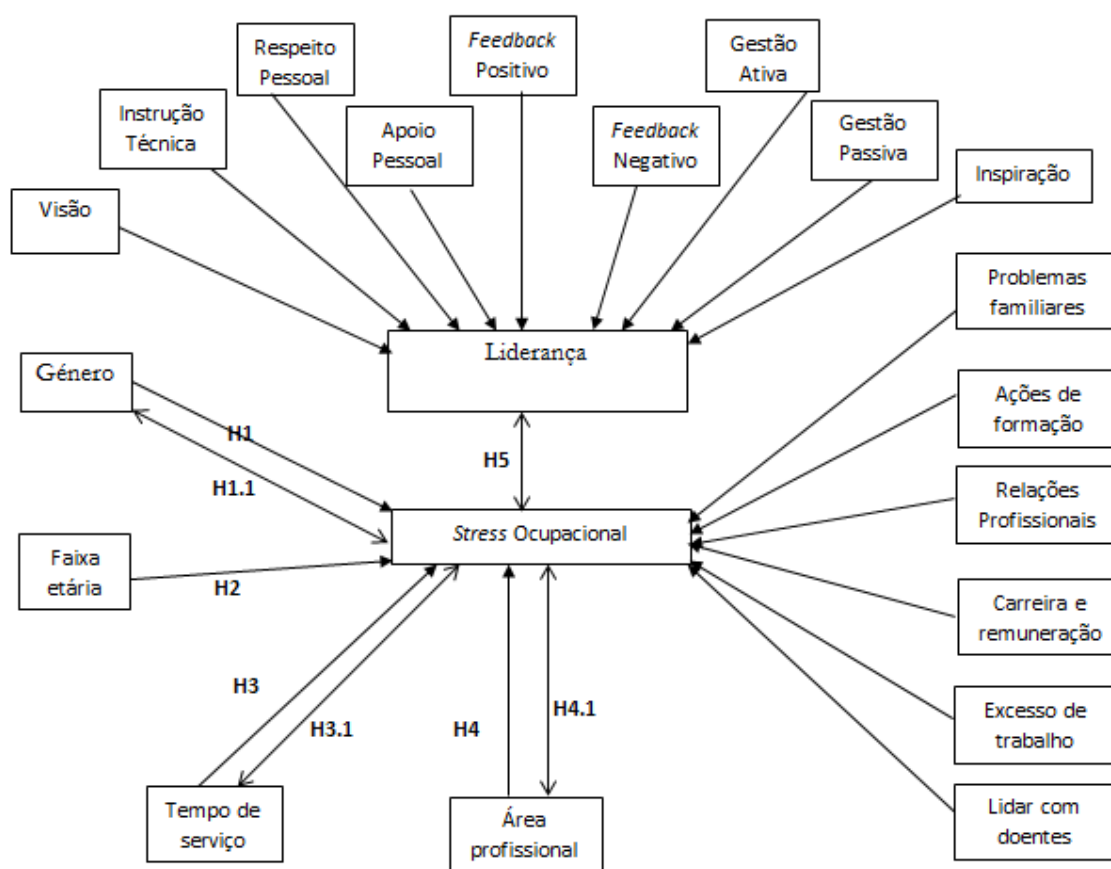 Respeito
Pessoal
Feedback
Positivo
Gestão
Ativa
Instrução
Técnica
Apoio
Pessoal
Feedback
Negativo
Gestão
Passiva
Inspiração
Visão
Problemas
familiares
Liderança
Género
Ações de
formação
H1
H5
H1.1
Relações
Profissionais
Stress Ocupacional
Faixa
etária
H2
Carreira e
remuneração
H3
H3.1
H4
H4.1
Excesso de
trabalho
Tempo de
serviço
Área
profissional
Lidar com
doentes